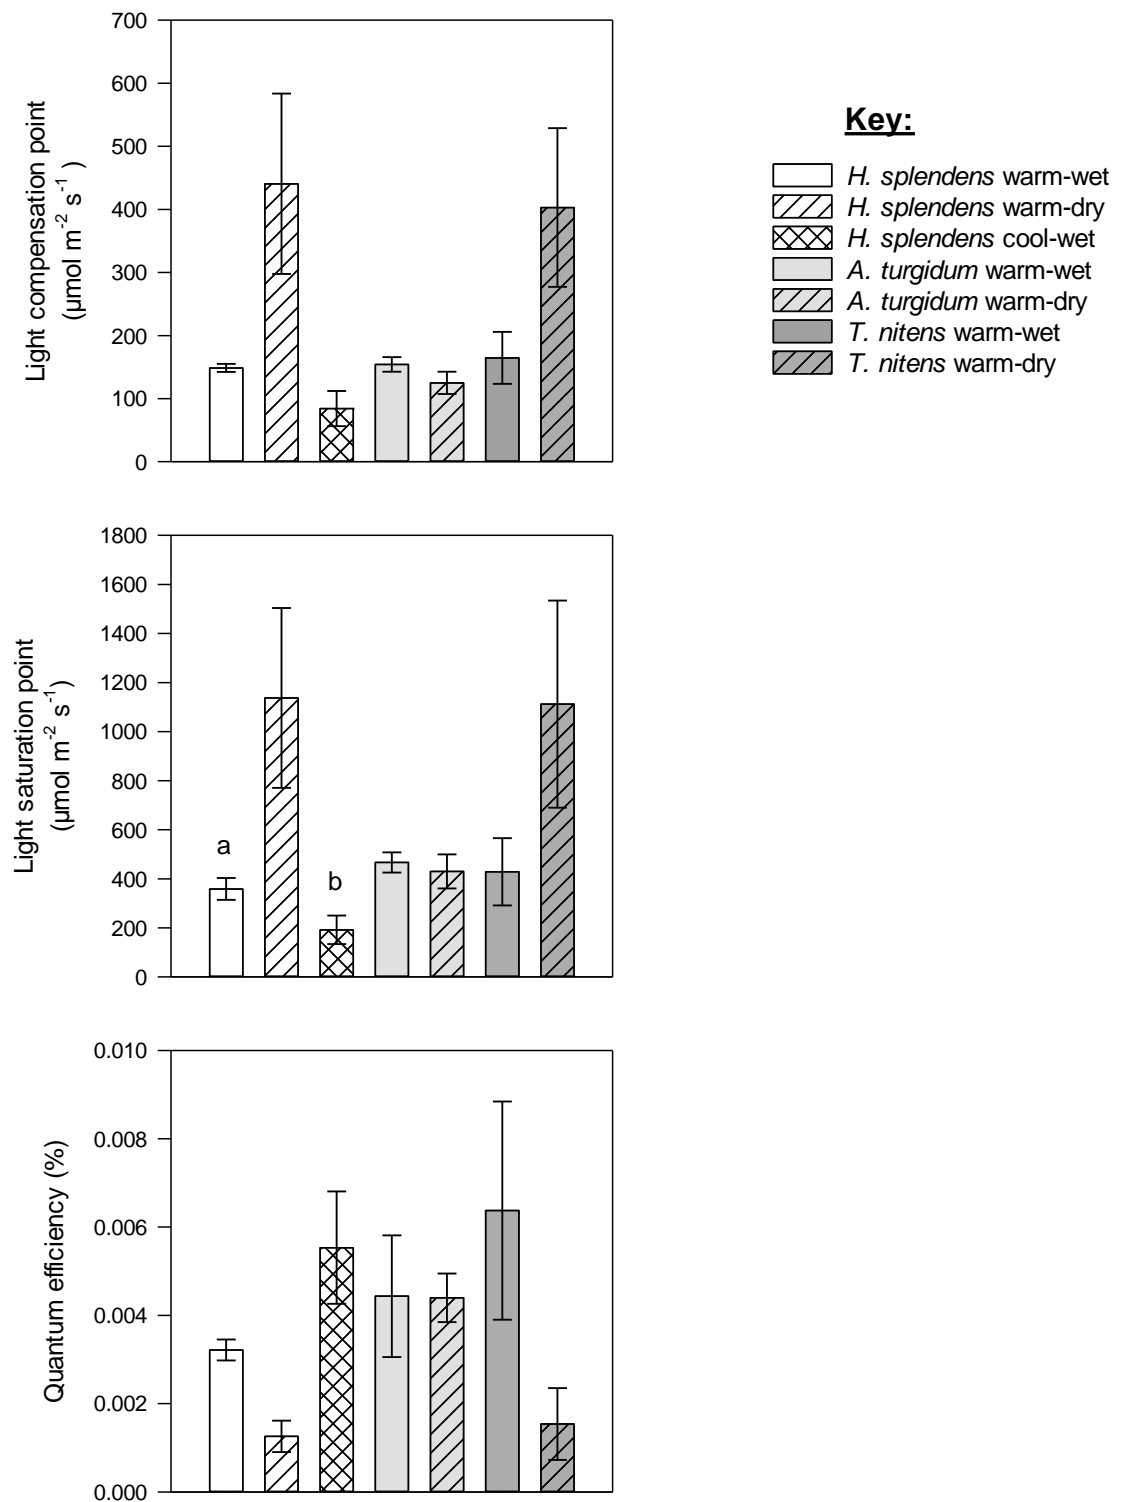 700
600
500
400
300
200
100
0
Light compensation point
(µmol m-2 s-1 )
Key:
H. splendens warm-wet
H. splendens warm-dry
H. splendens cool-wet
A. turgidum warm-wet
A. turgidum warm-dry
T. nitens warm-wet
T. nitens warm-dry
1800
1600
1400
1200
1000
800
600
400
200
0
Light saturation point
(µmol m-2 s-1)
a
b
0.010
0.008
0.006
0.004
0.002
0.000
Quantum efficiency (%)